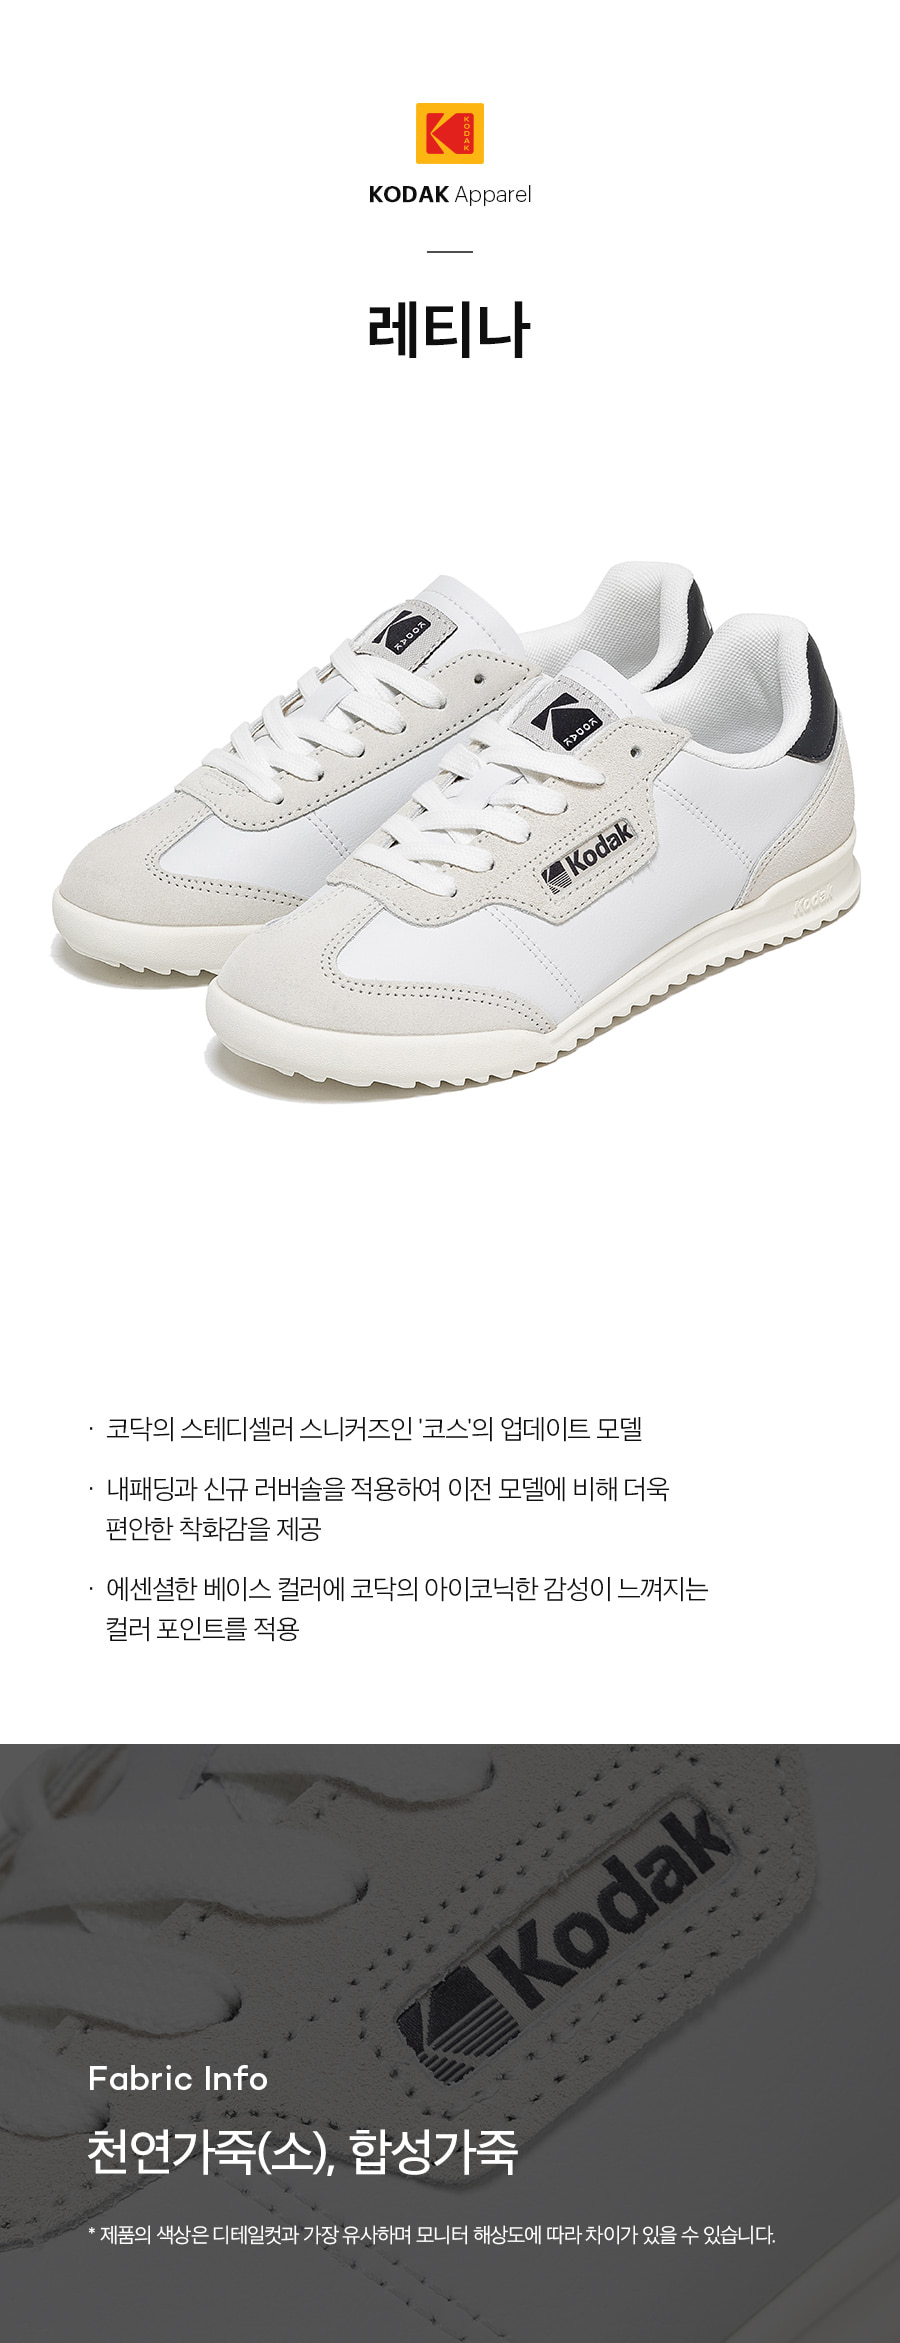 KODAK
KODAK Apparel
레티나
KODAK
KODAK
Kodak
Kodak
· 코닥의 스테디셀러 스니커즈인 '코스'의 업데이트 모델
· 내패딩과 신규 러버솔을 적용하여 이전 모델에 비해 더욱
편안한 착화감을 제공
· 에센셜한 베이스 컬러에 코닥의 아이코닉한 감성이 느껴지는
컬러 포인트를 적용
Kodak
Fabric Info
천연가죽(소), 합성가죽
* 제품의 색상은 디테일컷과 가장 유사하며 모니터 해상도에 따라 차이가 있을 수 있습니다.